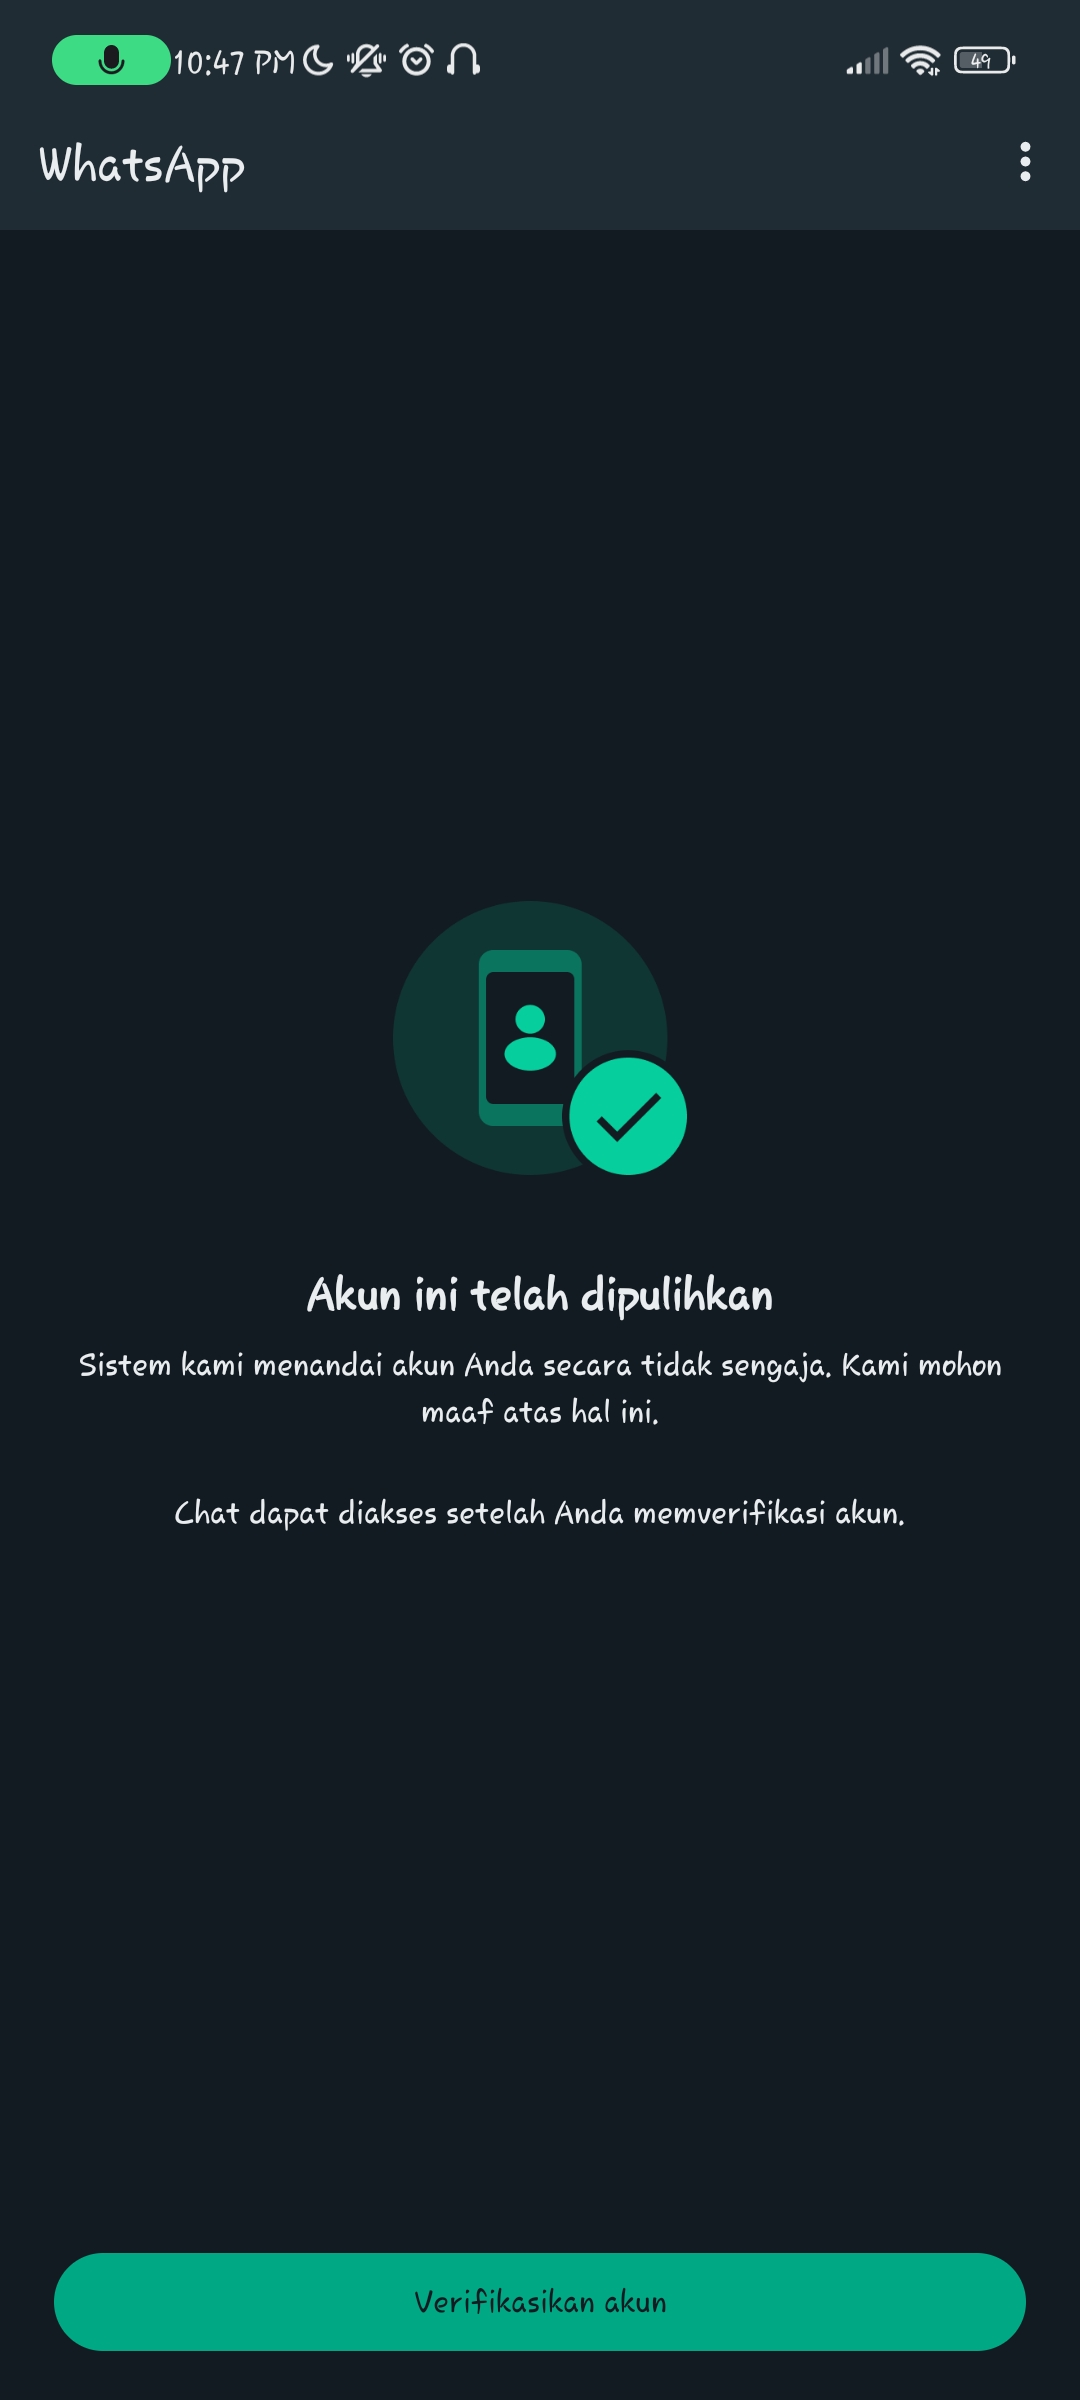 10:47 PM
49
WhatsApp
Akun ini telah dipulihkan
Sistem kami menandai akun Anda secara tidak sengaja. Kami mohon
maaf atas hal ini.
Chat dapat diakses setelah Anda memverifikasi akun.
Verifikasikan akun